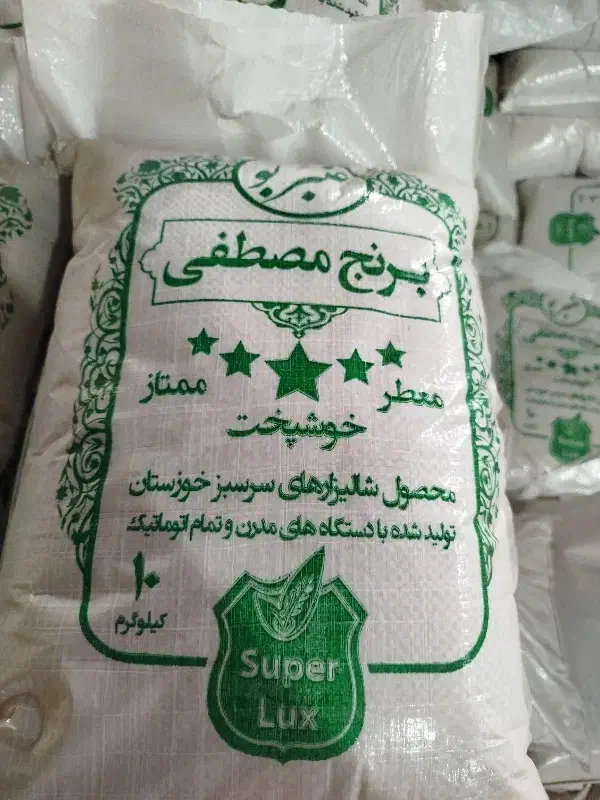 عنبربو
برنج مصطفی
معطر ممتاز
خوشپخت
محصول شالیزارهای سرسبز خوزستان
تولید شده با دستگاه های مدرن و تمام اتوماتیک
۱۰
کیلوگرم
Super
Lux